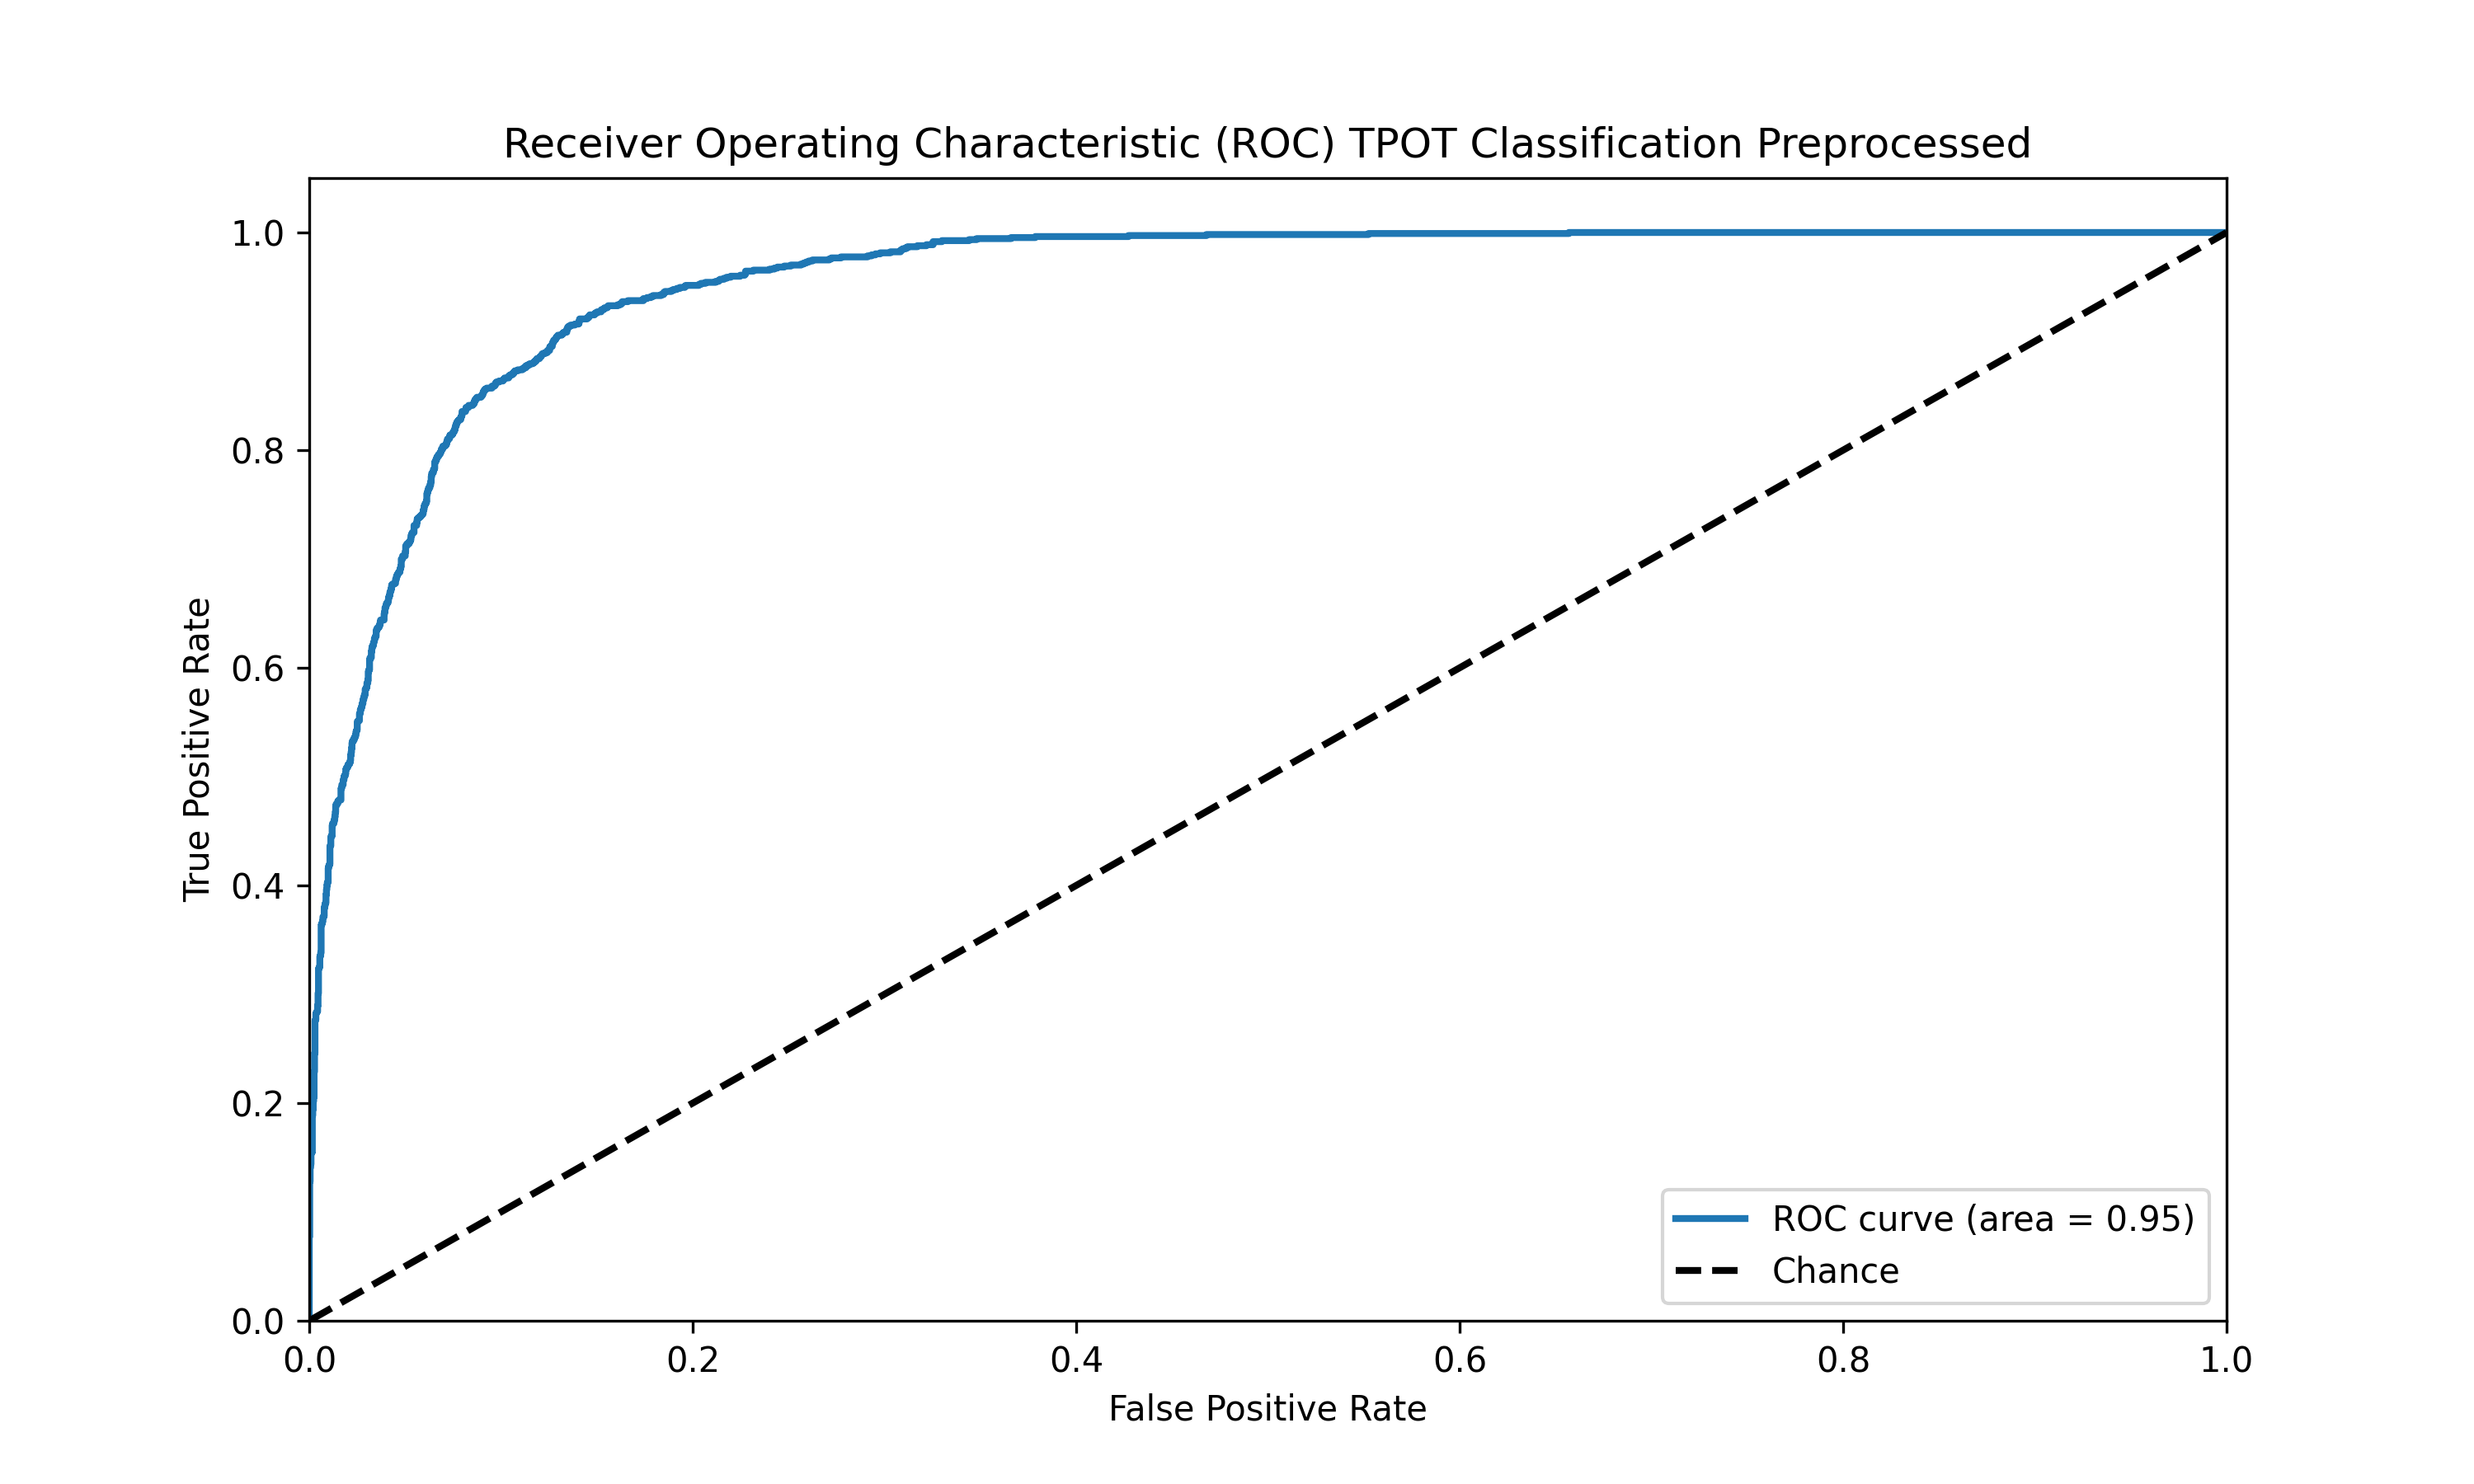 Receiver Operating Characteristic (ROC) TPOT Classification Preprocessed
1.0
0.8
0.6
0.4
0.2
0.0
True Positive Rate
ROC curve (area = 0.95)
Chance
0.0 0.2 0.4 0.6 0.8 1.0
False Positive Rate